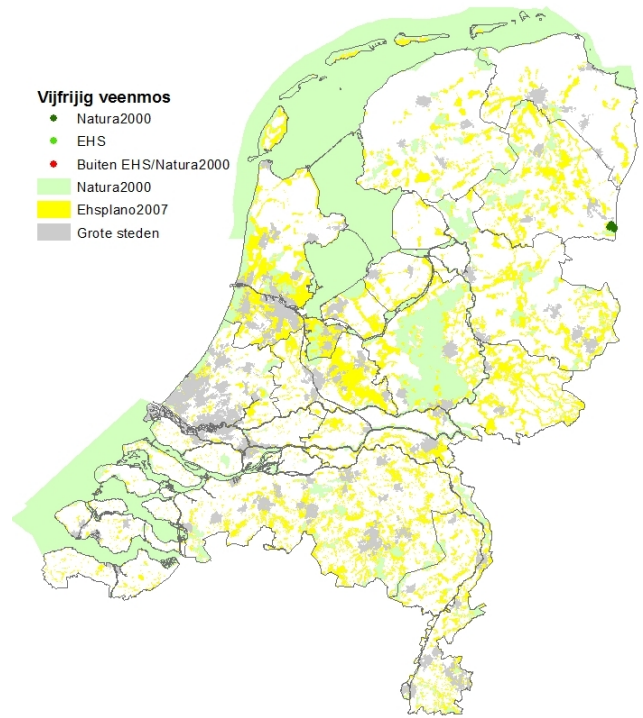 Vijfrijig veenmos
Natura2000
EHS
Buiten EHS/Natura2000
Natura2000
Ehsplano2007
Grote steden